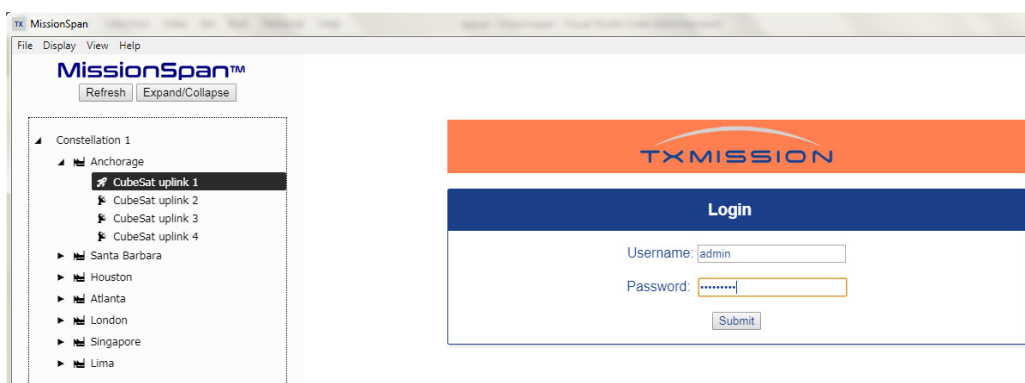 TX MissionSpan
File Display View Help
MissionSpan™
Refresh Expand/Collapse
Constellation 1
Anchorage
CubeSat uplink 1
CubeSat uplink 2
CubeSat uplink 3
CubeSat uplink 4
Santa Barbara
Houston
Atlanta
London
Singapore
Lima
TXMISSION
Login
Username: admin
Password: •••••••••
Submit